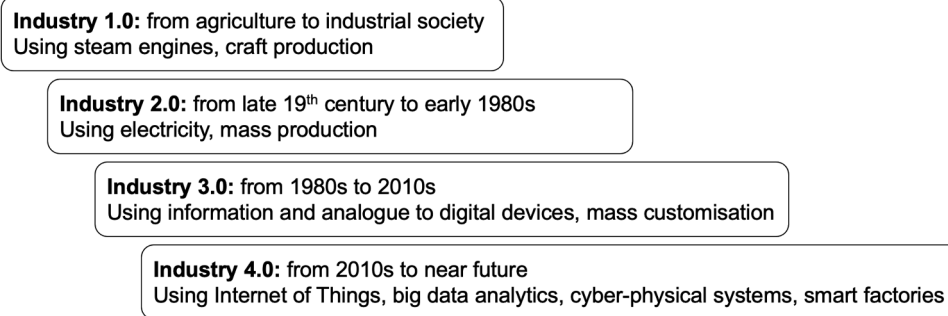 Industry 1.0: from agriculture to industrial society
Using steam engines, craft production
Industry 2.0: from late 19th century to early 1980s
Using electricity, mass production
Industry 3.0: from 1980s to 2010s
Using information and analogue to digital devices, mass customisation
Industry 4.0: from 2010s to near future
Using Internet of Things, big data analytics, cyber-physical systems, smart factories